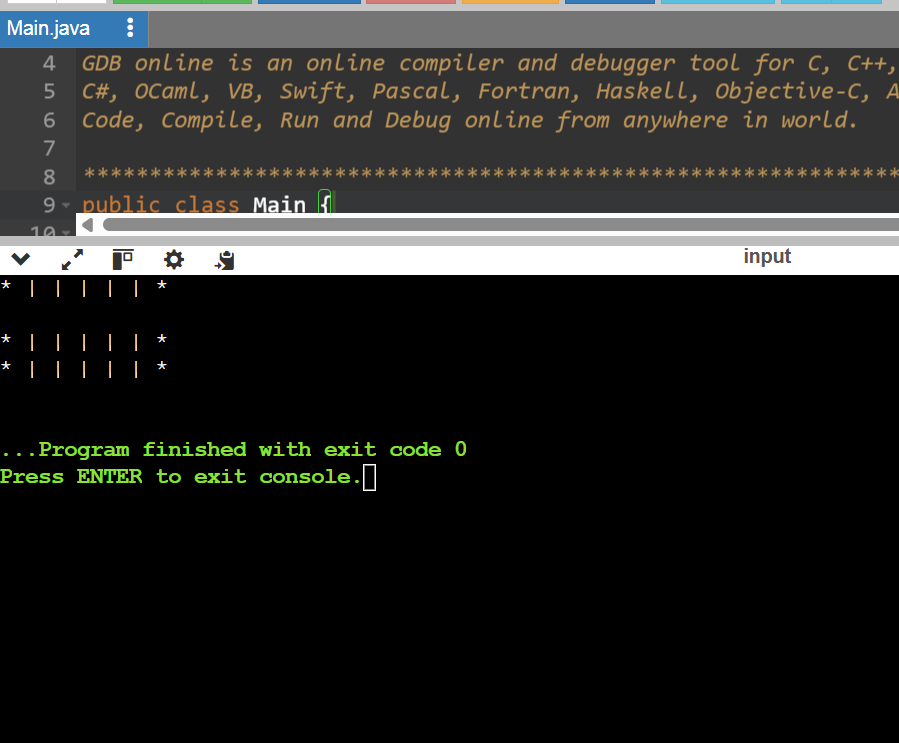 Main.java
4 GDB online is an online compiler and debugger tool for C, C++,
5 C#, OCaml, VB, Swift, Pascal, Fortran, Haskell, Objective-C, A
6 Code, Compile, Run and Debug online from anywhere in world.
7
8 **************************************************************
9 public class Main {
10
input
* | | | | | *
* | | | | | *
* | | | | | *
...Program finished with exit code 0
Press ENTER to exit console.